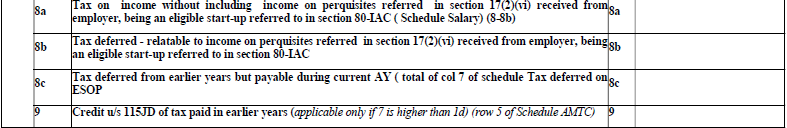 8a Tax on income without including income on perquisites referred in section 17(2)(vi) received from 8a
employer, being an eligible start-up referred to in section 80-IAC ( Schedule Salary) (8-8b)
8b Tax deferred - relatable to income on perquisites referred in section 17(2)(vi) received from employer, being 8b
an eligible start-up referred to in section 80-IAC
8c Tax deferred from earlier years but payable during current AY ( total of col 7 of schedule Tax deferred on 8c
ESOP
9 Credit u/s 115JD of tax paid in earlier years (applicable only if 7 is higher than 1d) (row 5 of Schedule AMTC) 9